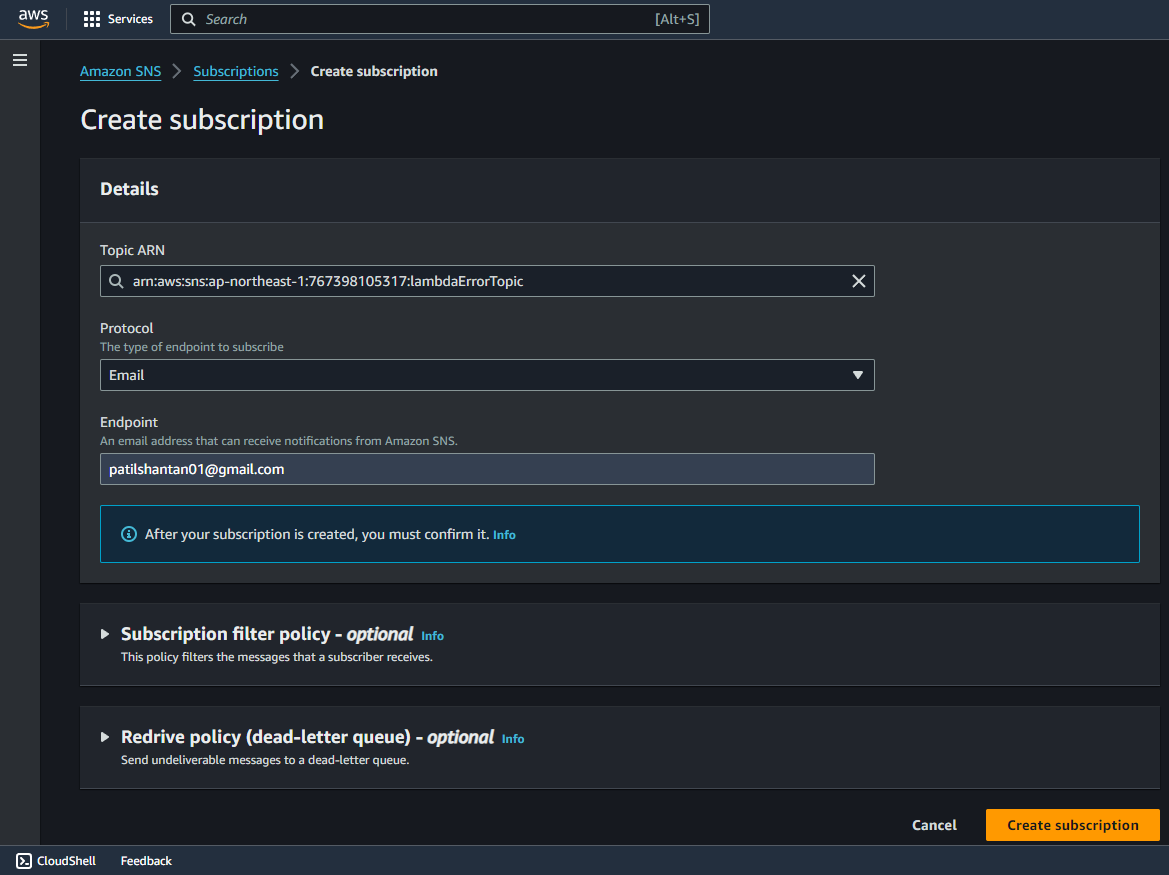 aws Services Search [Alt+S]
Amazon SNS Subscriptions Create subscription
Create subscription
Details
Topic ARN
arn:aws:sns:ap-northeast-1:767398105317:lambdaErrorTopic
Protocol
The type of endpoint to subscribe
Email
Endpoint
An email address that can receive notifications from Amazon SNS.
patilshantan01@gmail.com
After your subscription is created, you must confirm it. Info
Subscription filter policy - optional Info
This policy filters the messages that a subscriber receives.
Redrive policy (dead-letter queue) - optional Info
Send undeliverable messages to a dead-letter queue.
Cancel Create subscription
CloudShell Feedback